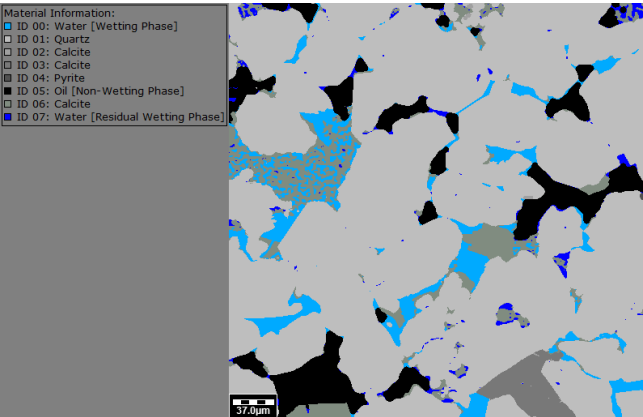 Material Information:
ID 00: Water [Wetting Phase]
ID 01: Quartz
ID 02: Calcite
ID 03: Calcite
ID 04: Pyrite
ID 05: Oil [Non-Wetting Phase]
ID 06: Calcite
ID 07: Water [Residual Wetting Phase]
37.0µm